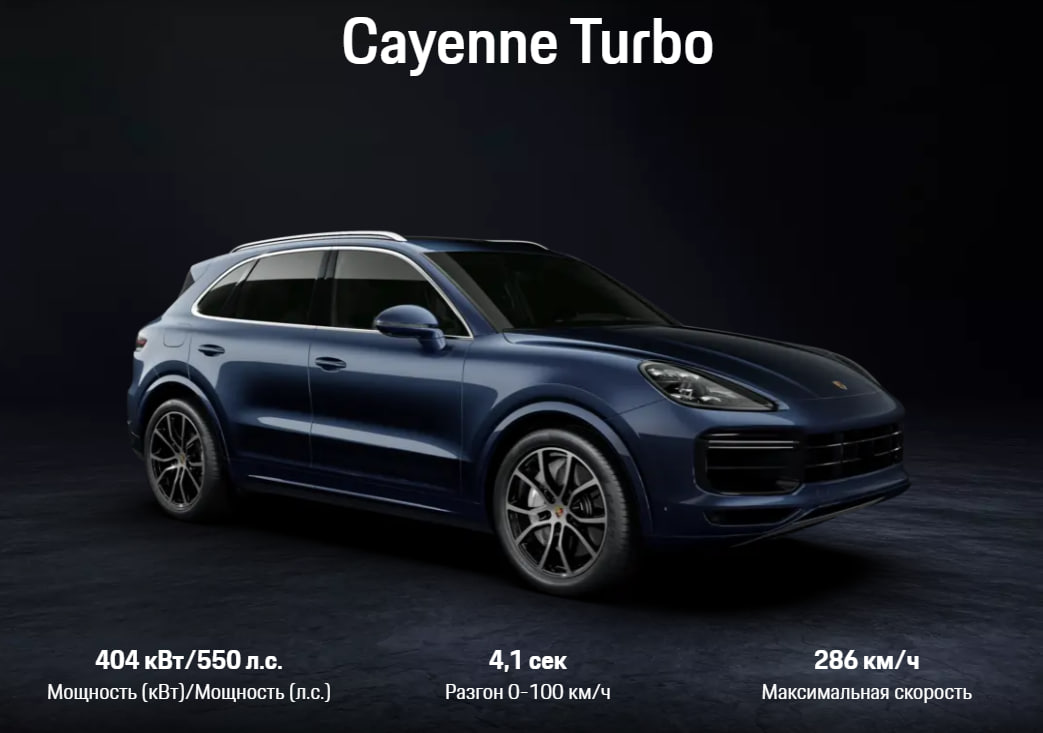 Cayenne Turbo
404 кВт/550 л.с.
Мощность (кВт)/Мощность (л.с.)
4,1 сек
Разгон 0-100 км/ч
286 км/ч
Максимальная скорость